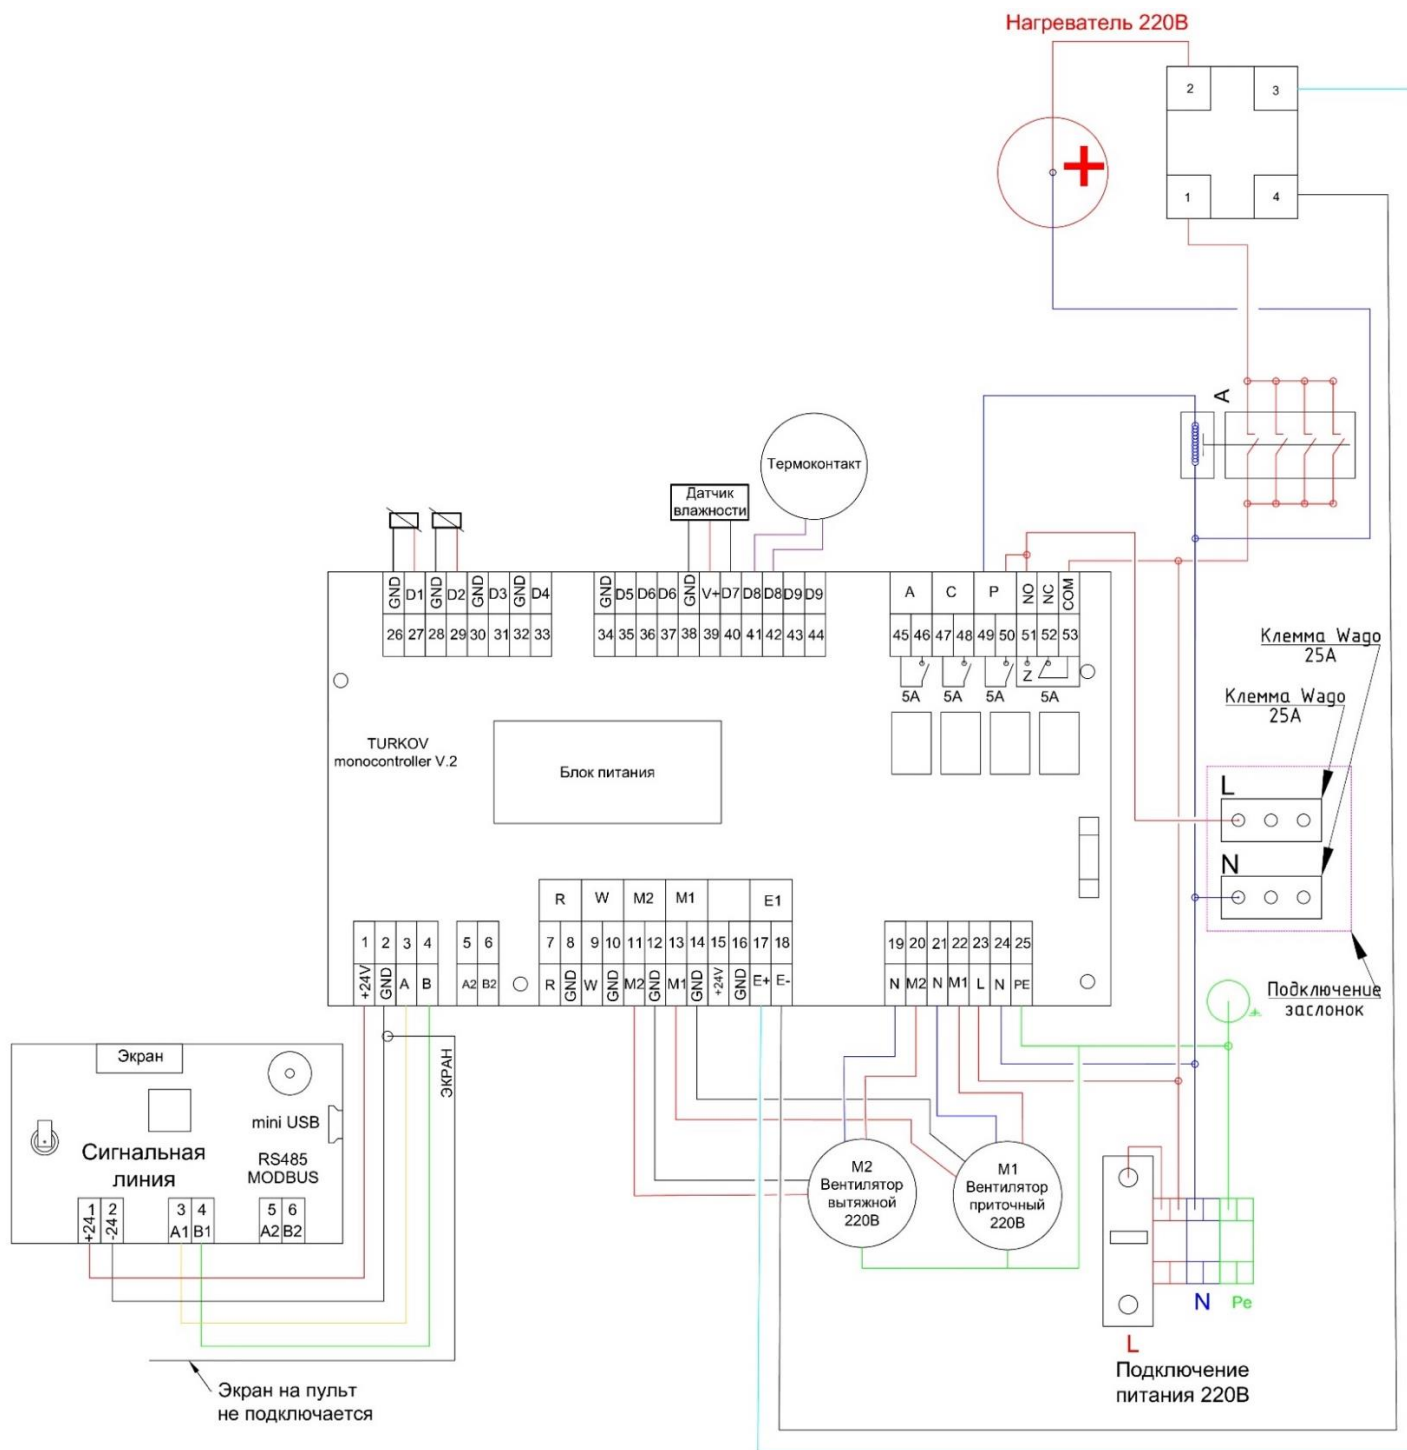 Нагреватель 220В
2
3
1
4
A
Термоконтакт
Датчик
влажности
GND D1 GND D2 GND D3 GND D4
26 27 28 29 30 31 32 33
GND D5 D6 D6 GND V+ D7 D8 D8 D9 D9
34 35 36 37 38 39 40 41 42 43 44
A C P NO NC COM
45 46 47 48 49 50 51 52 53
Z
5A 5A 5A 5A
Клемма Wago
25А
Клемма Wago
25А
TURKOV
monocontroller V.2
Блок питания
L
N
R W M2 M1 E1
1 2 3 4
+24V GND A B
5 6
A2 B2
7 8 9 10 11 12 13 14 15 16 17 18
R GND W GND M2 GND M1 GND +24V GND E+ E-
19 20 21 22 23 24 25
N M2 N M1 L N PE
Подключение
заслонок
Экран
ЭКРАН
mini USB
Сигнальная
линия
RS485
MODBUS
1 2 3 4 5 6
+24 -24 A1 B1 A2 B2
M2
Вентилятор
вытяжной
220В
M1
Вентилятор
приточный
220В
N Pe
L
Подключение
питания 220В
Экран на пульт
не подключается